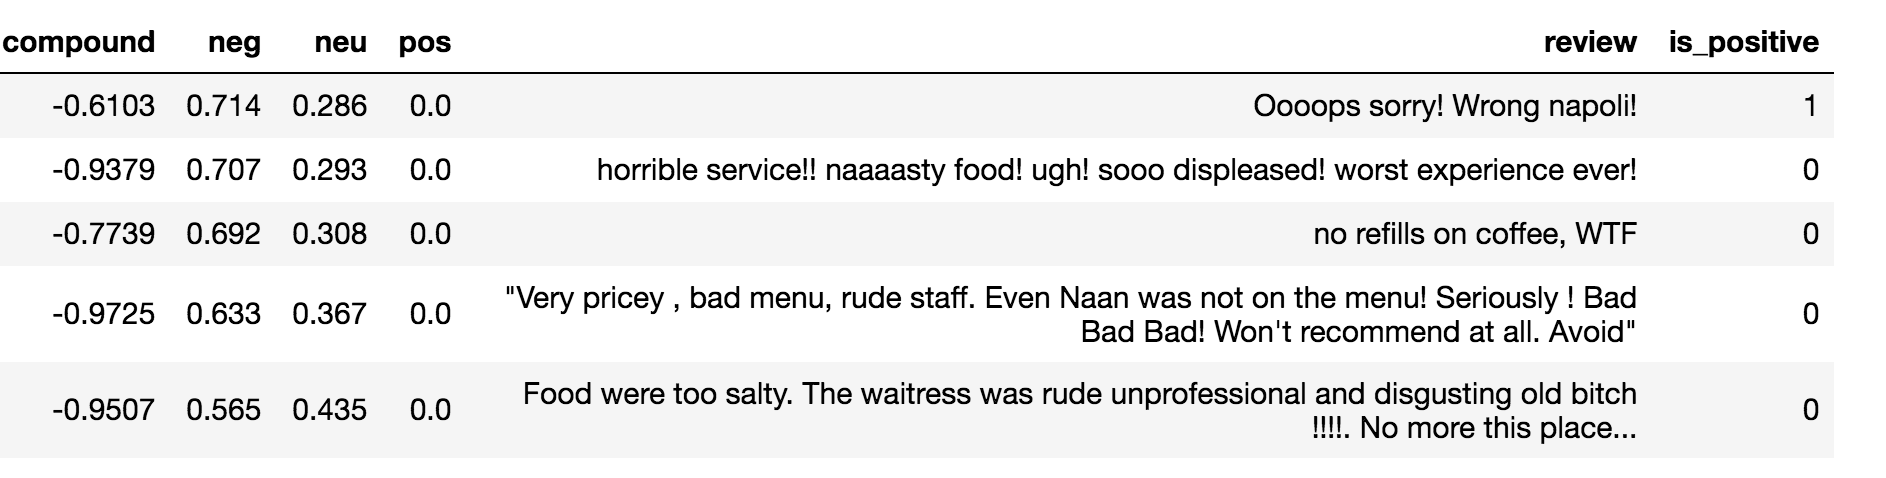 compound neg neu pos review is_positive
-0.6103 0.714 0.286 0.0 Oooops sorry! Wrong napoli! 1
-0.9379 0.707 0.293 0.0 horrible service!! naaaasty food! ugh! sooo displeased! worst experience ever! 0
-0.7739 0.692 0.308 0.0 no refills on coffee, WTF 0
-0.9725 0.633 0.367 0.0 "Very pricey , bad menu, rude staff. Even Naan was not on the menu! Seriously ! Bad 0
Bad Bad! Won't recommend at all. Avoid"
-0.9507 0.565 0.435 0.0 Food were too salty. The waitress was rude unprofessional and disgusting old bitch 0
!!!!. No more this place...